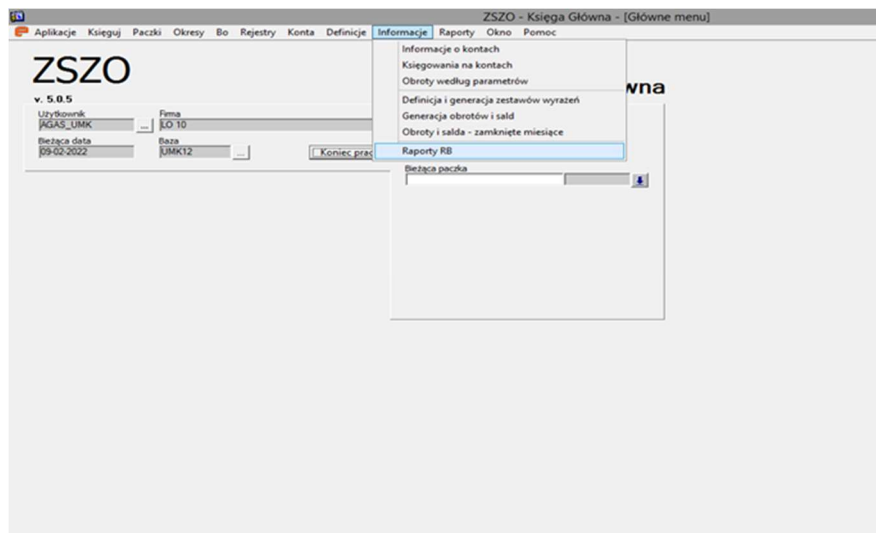 ZSZO - Księga Główna - [Główne menu]
Aplikacje Księguj Paczki Okresy Bo Rejestry Konta Definicje Informacje Raporty Okno Pomoc
Informacje o kontach
Księgowania na kontach
Obroty według parametrów
Definicja i generacja zestawów wyrażeń
Generacja obrotów i sald
Obroty i salda - zamknięte miesiące
Raporty RB
ZSZO
wna
v. 5.0.5
Użytkownik Firma
AGAS_UMK ... LO 10
Bieżąca data Baza
09-02-2022 UMK12 ... Koniec prac
Bieżąca paczka